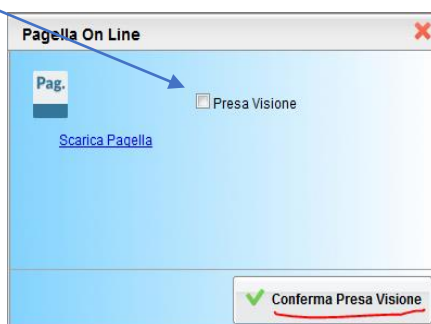 Pagella On Line
Pag.
Presa Visione
Scarica Pagella
Conferma Presa Visione